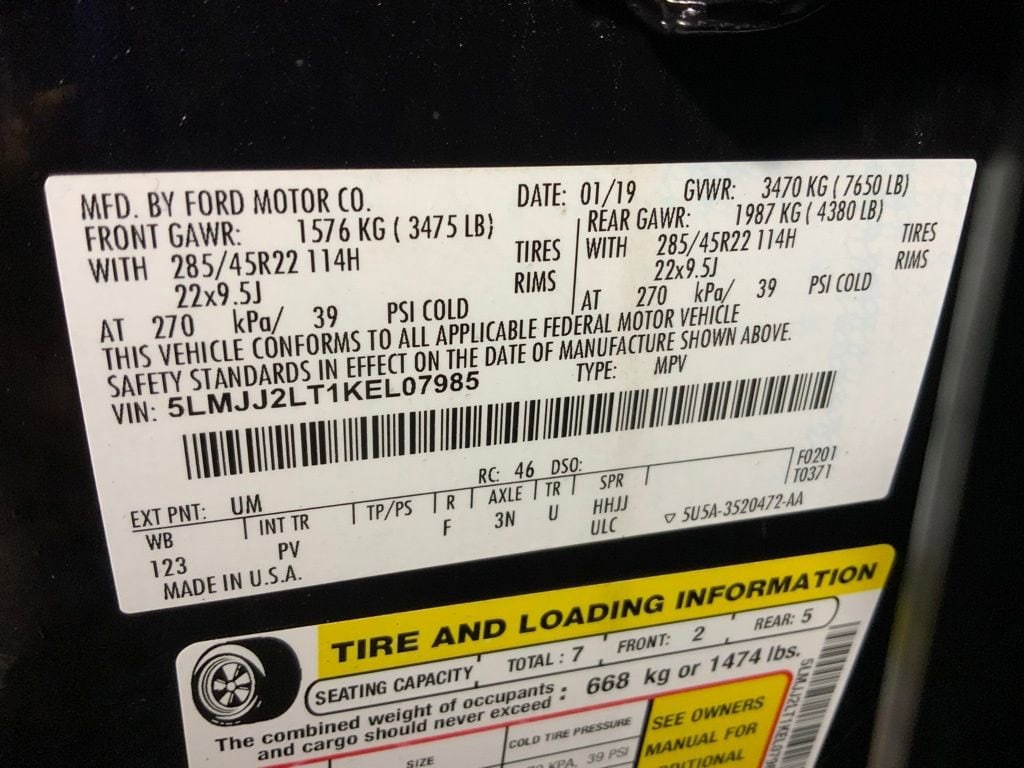 MFD. BY FORD MOTOR CO. DATE: 01/19 GVWR: 3470 KG ( 7650 LB)
FRONT GAWR: 1576 KG ( 3475 LB) REAR GAWR: 1987 KG ( 4380 LB)
WITH 285/45R22 114H TIRES WITH 285/45R22 114H TIRES
22x9.5J RIMS 22x9.5J RIMS
AT 270 kPa/ 39 PSI COLD AT 270 kPa/ 39 PSI COLD
THIS VEHICLE CONFORMS TO ALL APPLICABLE FEDERAL MOTOR VEHICLE
SAFETY STANDARDS IN EFFECT ON THE DATE OF MANUFACTURE SHOWN ABOVE.
VIN: 5LMJJ2LT1KEL07985 TYPE: MPV
EXT PNT: UM RC: 46 DSO: F0201
WB INT TR TP/PS R AXLE TR SPR T0371
123 PV F 3N U HHJJ
ULC 5U5A-3520472-AA
MADE IN U.S.A.
TIRE AND LOADING INFORMATION
SEATING CAPACITY TOTAL : 7 FRONT: 2 REAR: 5
The combined weight of occupants : 668 kg or 1474 lbs.
and cargo should never exceed
SIZE COLD TIRE PRESSURE SEE OWNERS
KPA, 39 PSI MANUAL FOR